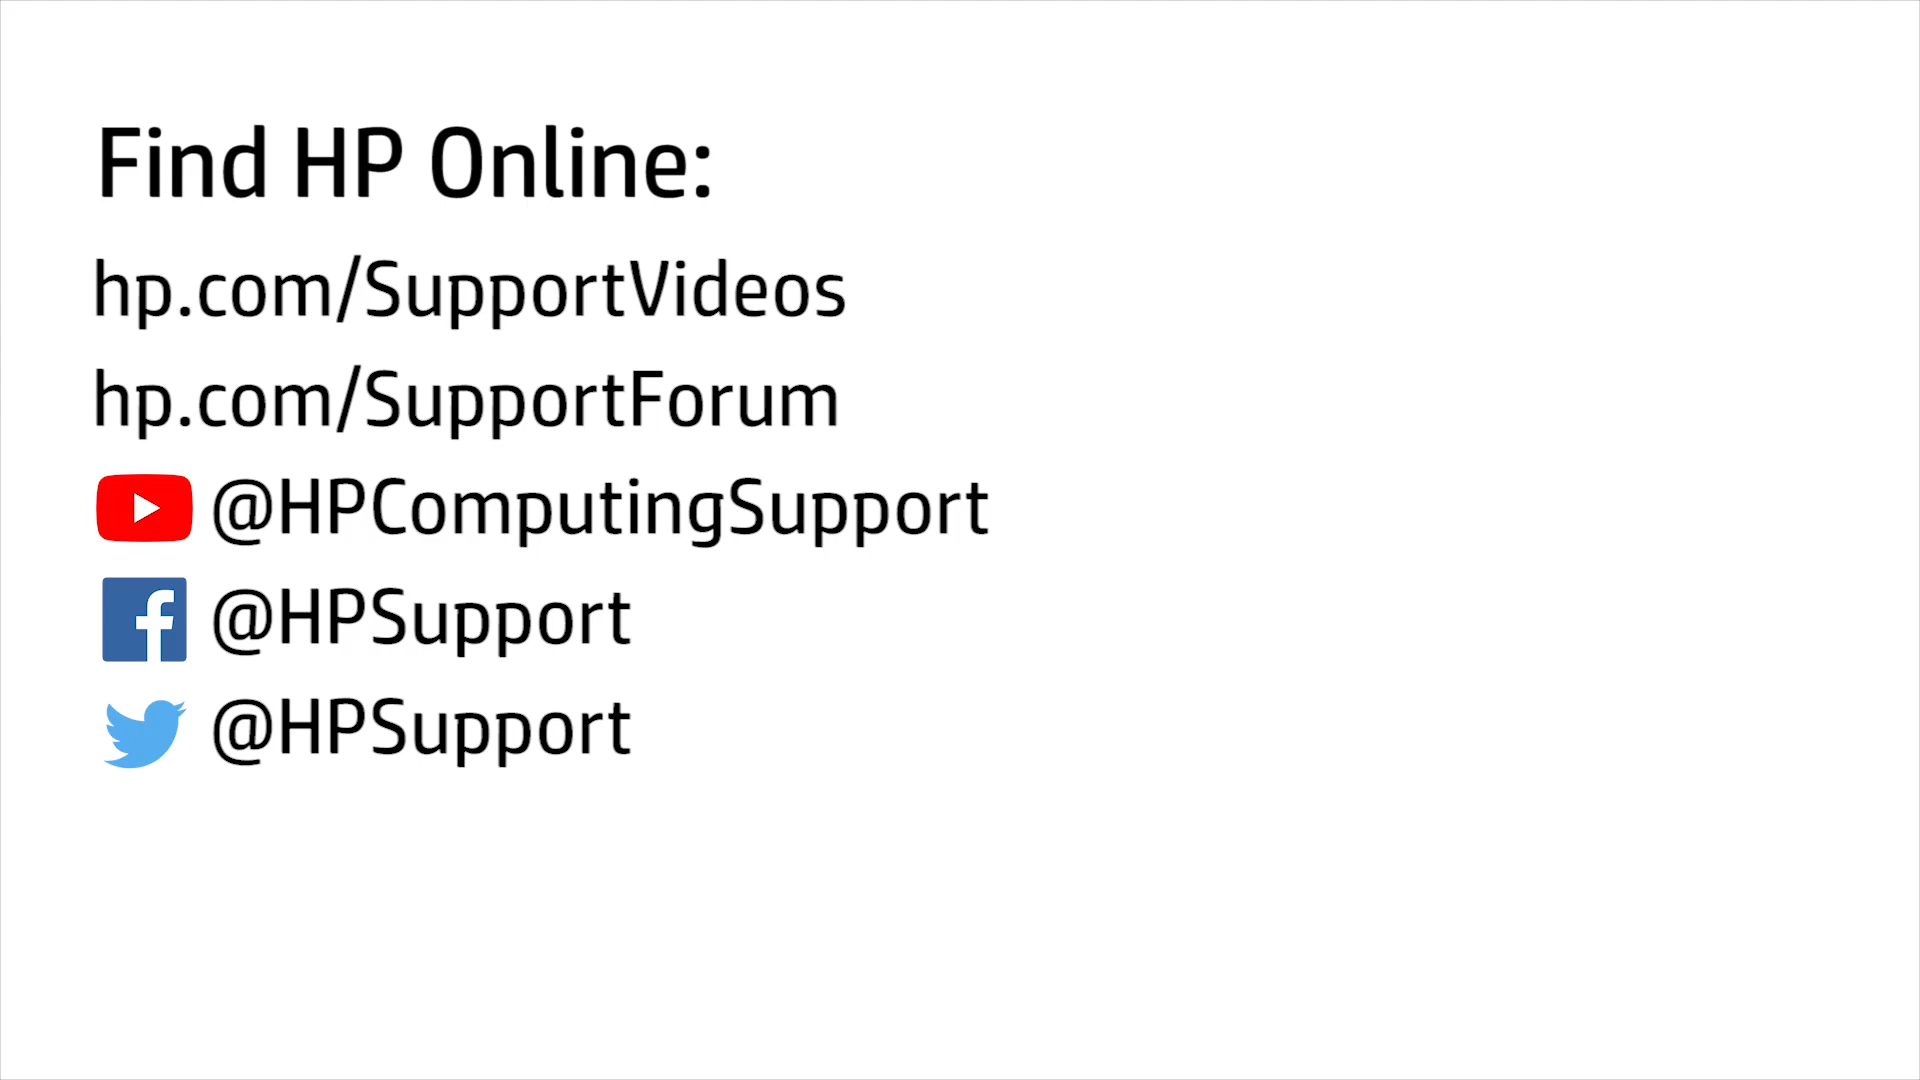 Find HP Online:
hp.com/SupportVideos
hp.com/SupportForum
@HPComputingSupport
@HPSupport
@HPSupport